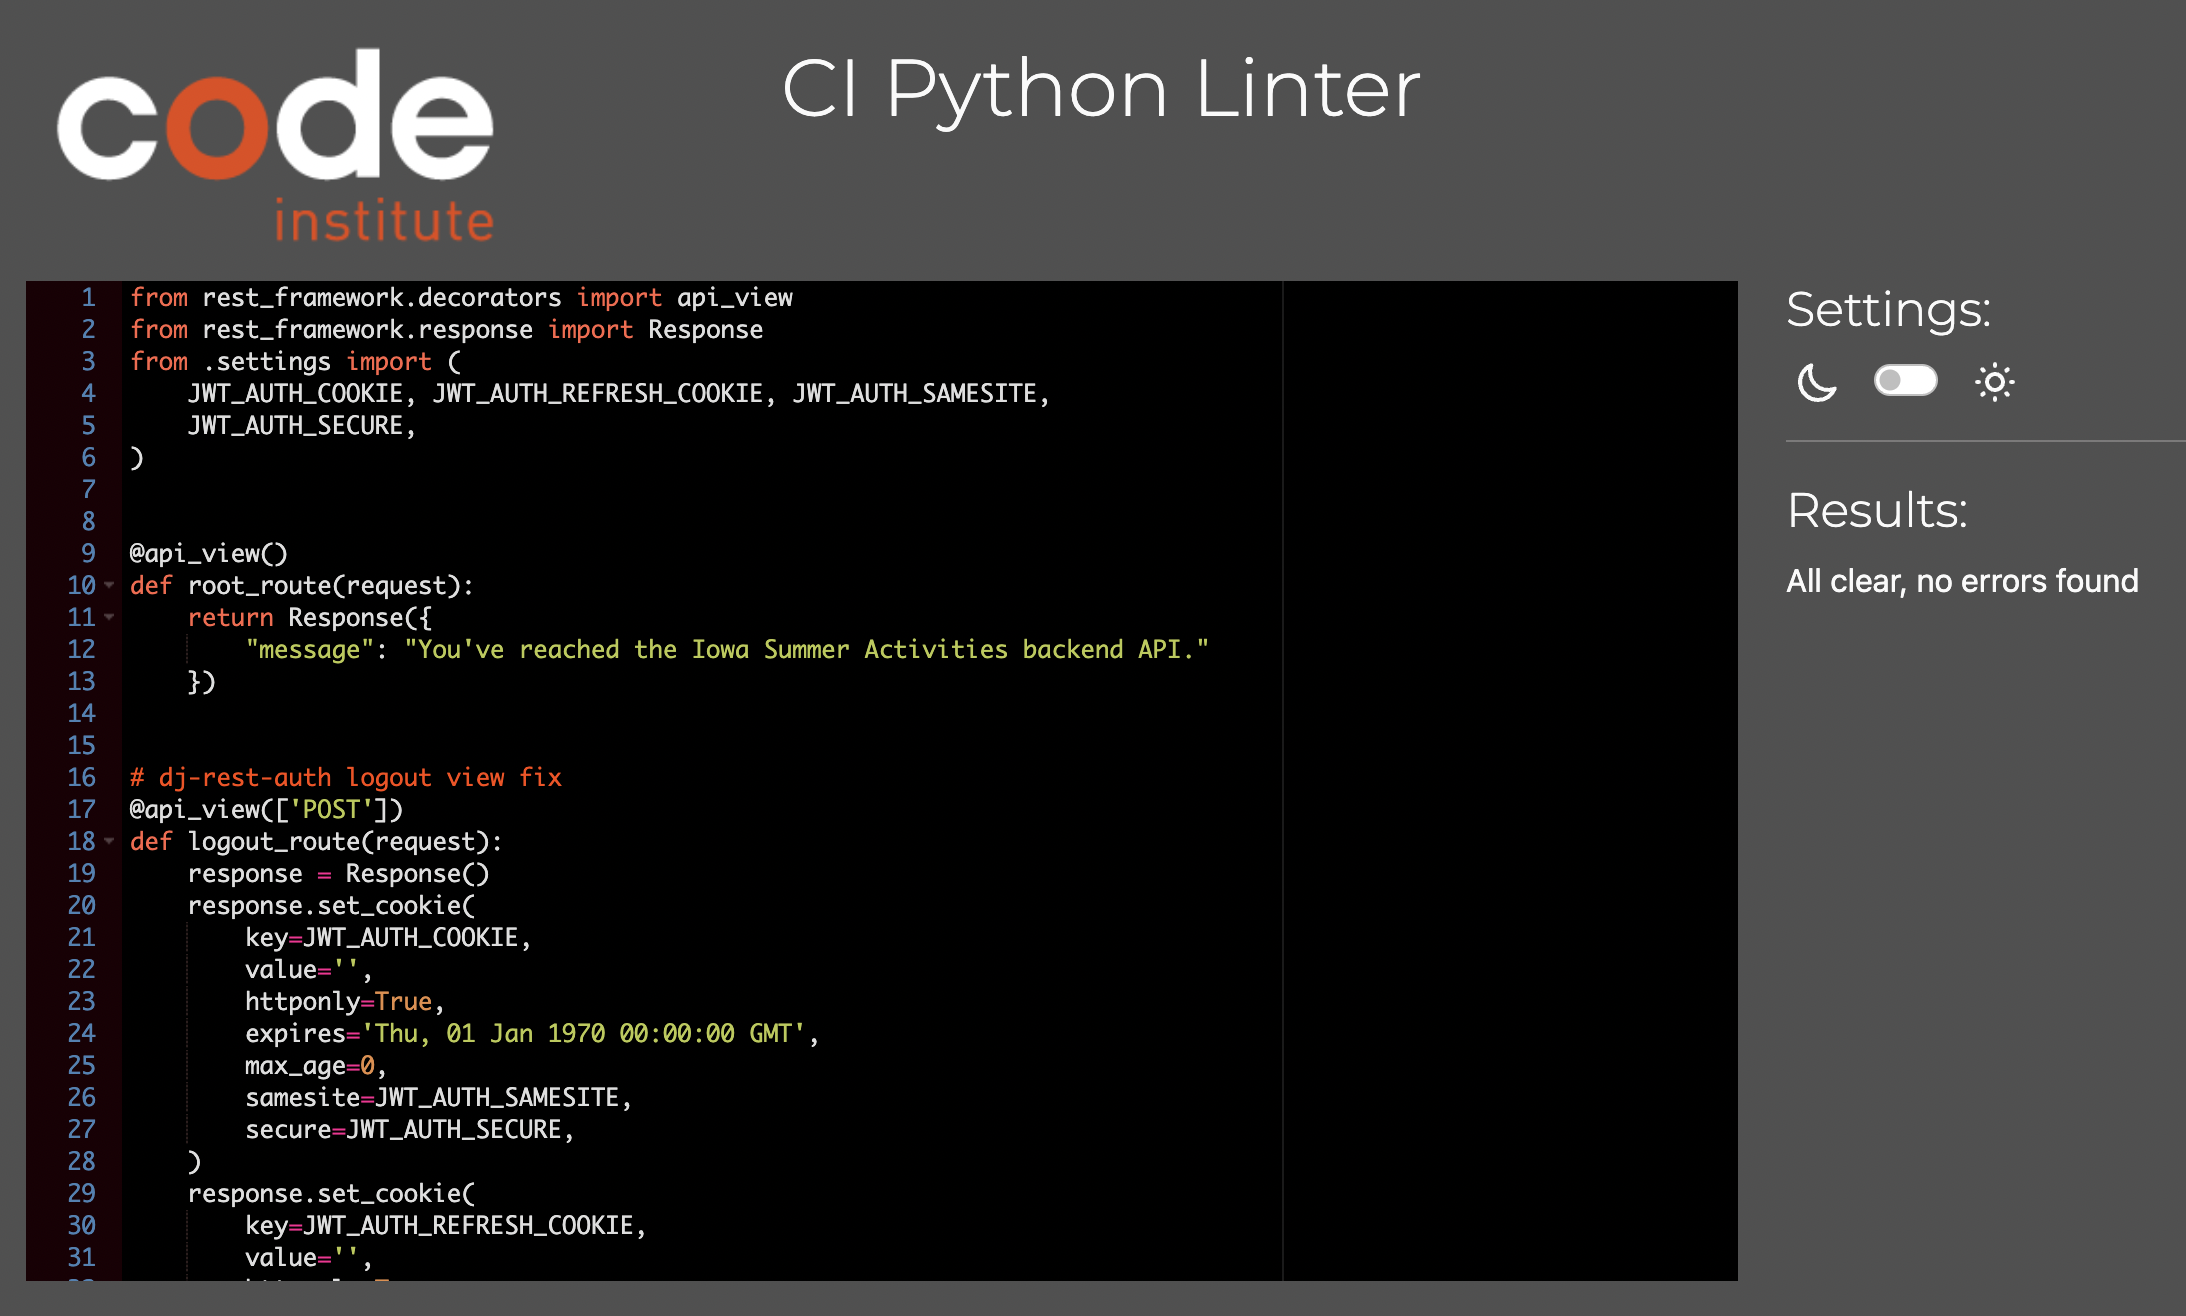 code
institute
CI Python Linter
1 from rest_framework.decorators import api_view
2 from rest_framework.response import Response
3 from .settings import (
4     JWT_AUTH_COOKIE, JWT_AUTH_REFRESH_COOKIE, JWT_AUTH_SAMESITE,
5     JWT_AUTH_SECURE,
6 )
7
8
9 @api_view()
10 def root_route(request):
11     return Response({
12         "message": "You've reached the Iowa Summer Activities backend API."
13     })
14
15
16 # dj-rest-auth logout view fix
17 @api_view(['POST'])
18 def logout_route(request):
19     response = Response()
20     response.set_cookie(
21         key=JWT_AUTH_COOKIE,
22         value='',
23         httponly=True,
24         expires='Thu, 01 Jan 1970 00:00:00 GMT',
25         max_age=0,
26         samesite=JWT_AUTH_SAMESITE,
27         secure=JWT_AUTH_SECURE,
28     )
29     response.set_cookie(
30         key=JWT_AUTH_REFRESH_COOKIE,
31         value='',
Settings:
Results:
All clear, no errors found